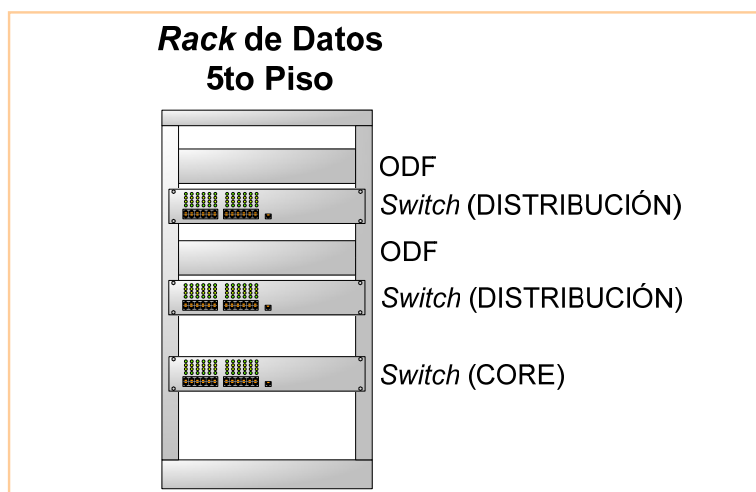 Rack de Datos
5to Piso
ODF
Switch (DISTRIBUCIÓN)
ODF
Switch (DISTRIBUCIÓN)
Switch (CORE)